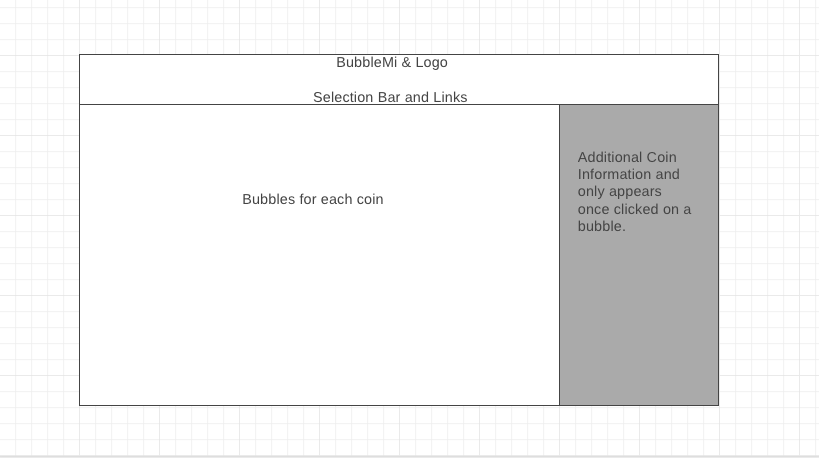 BubbleMi & Logo
Selection Bar and Links
Bubbles for each coin
Additional Coin
Information and
only appears
once clicked on a
bubble.